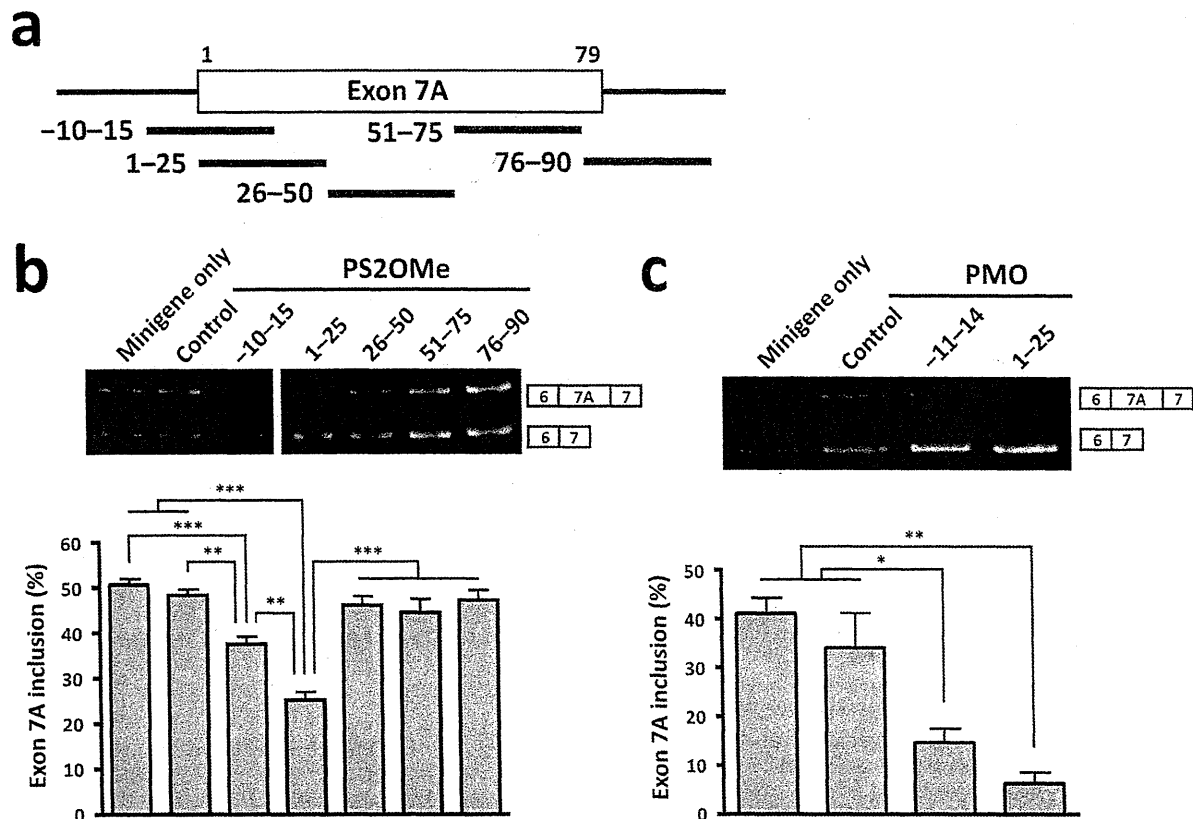 a
1 79
Exon 7A
–10–15
51–75
1–25
76–90
26–50
b
PS2OMe
Minigene only
Control
–10–15
1–25
26–50
51–75
76–90
6 7A 7
6 7
***
***
**
**
***
Exon 7A inclusion (%)
60
50
40
30
20
10
0
c
PMO
Minigene only
Control
–11–14
1–25
6 7A 7
6 7
**
*
Exon 7A inclusion (%)
50
40
30
20
10
0